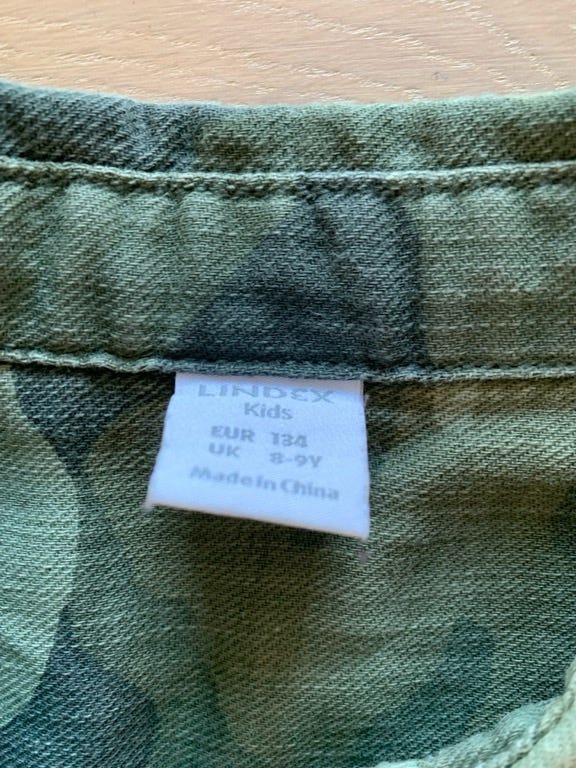 LINDEX
Kids
EUR 134
UK 8-9Y
Made in China